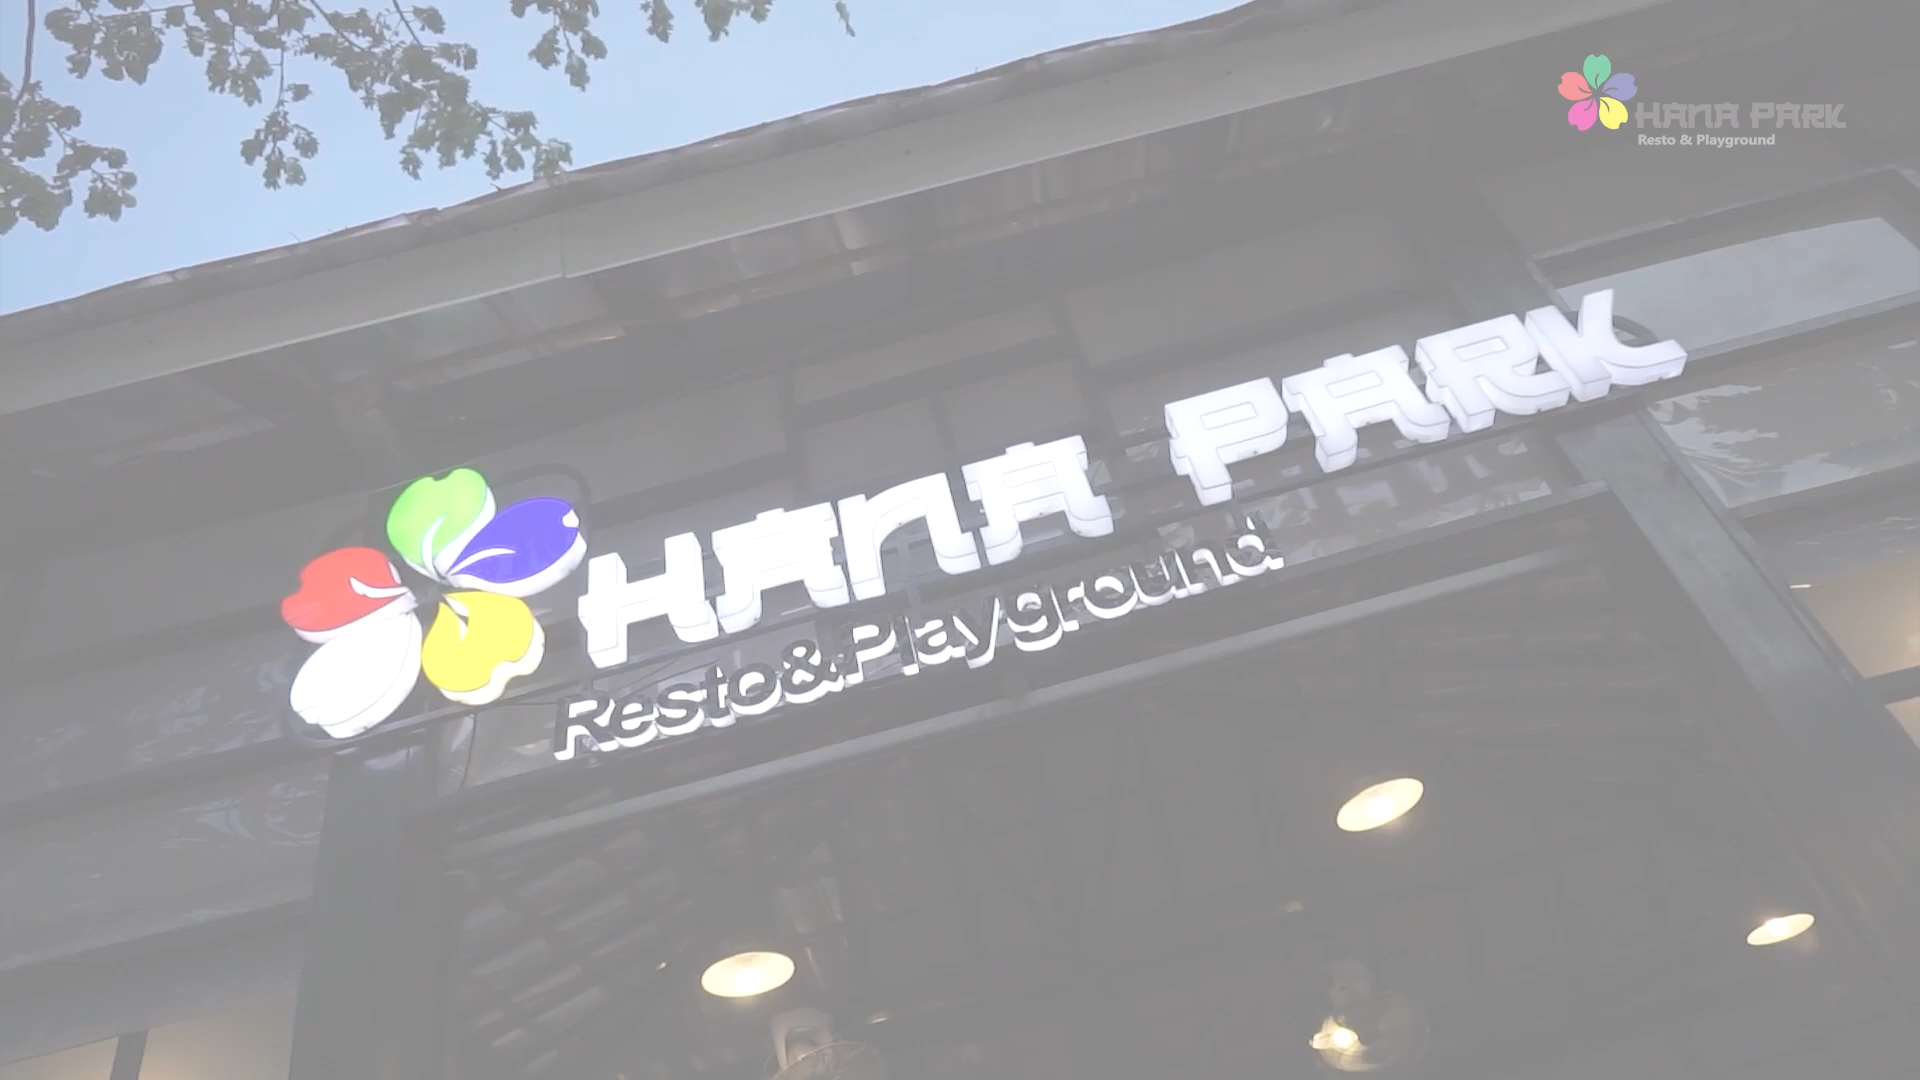 HANA PARK
Resto & Playground
HANA PARK
Resto&Playground